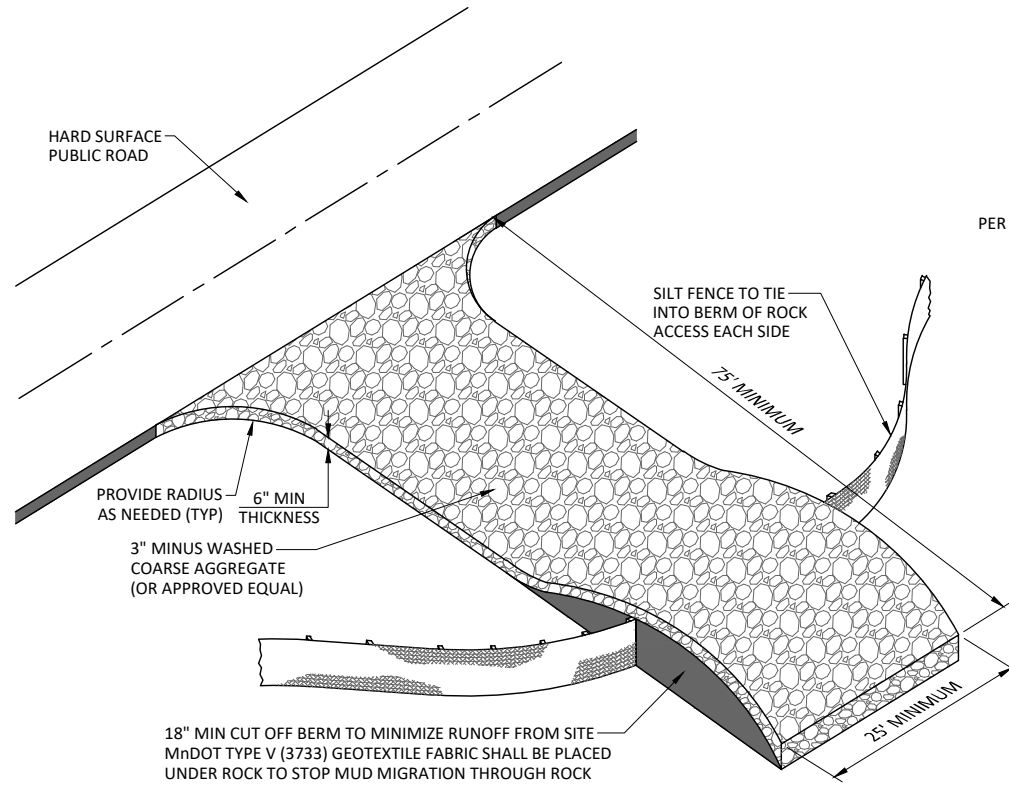 HARD SURFACE
PUBLIC ROAD
PER
SILT FENCE TO TIE
INTO BERM OF ROCK
ACCESS EACH SIDE
75' MINIMUM
PROVIDE RADIUS
AS NEEDED (TYP)
6" MIN
THICKNESS
3" MINUS WASHED
COARSE AGGREGATE
(OR APPROVED EQUAL)
25' MINIMUM
18" MIN CUT OFF BERM TO MINIMIZE RUNOFF FROM SITE
MnDOT TYPE V (3733) GEOTEXTILE FABRIC SHALL BE PLACED
UNDER ROCK TO STOP MUD MIGRATION THROUGH ROCK